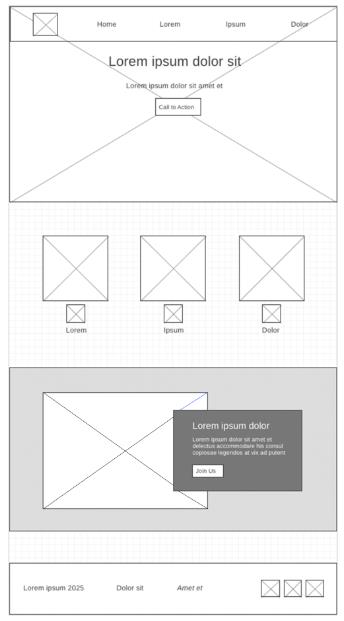 Home Lorem Ipsum Dolor
Lorem ipsum dolor sit
Lorem ipsum dolor sit amet et
Call to Action
Lorem Ipsum Dolor
Lorem ipsum dolor
Lorem ipsum dolor sit amet et
delectus accommodare his consul
copiosae legendos at vix ad putent
Join Us
Lorem ipsum 2025 Dolor sit Amet et